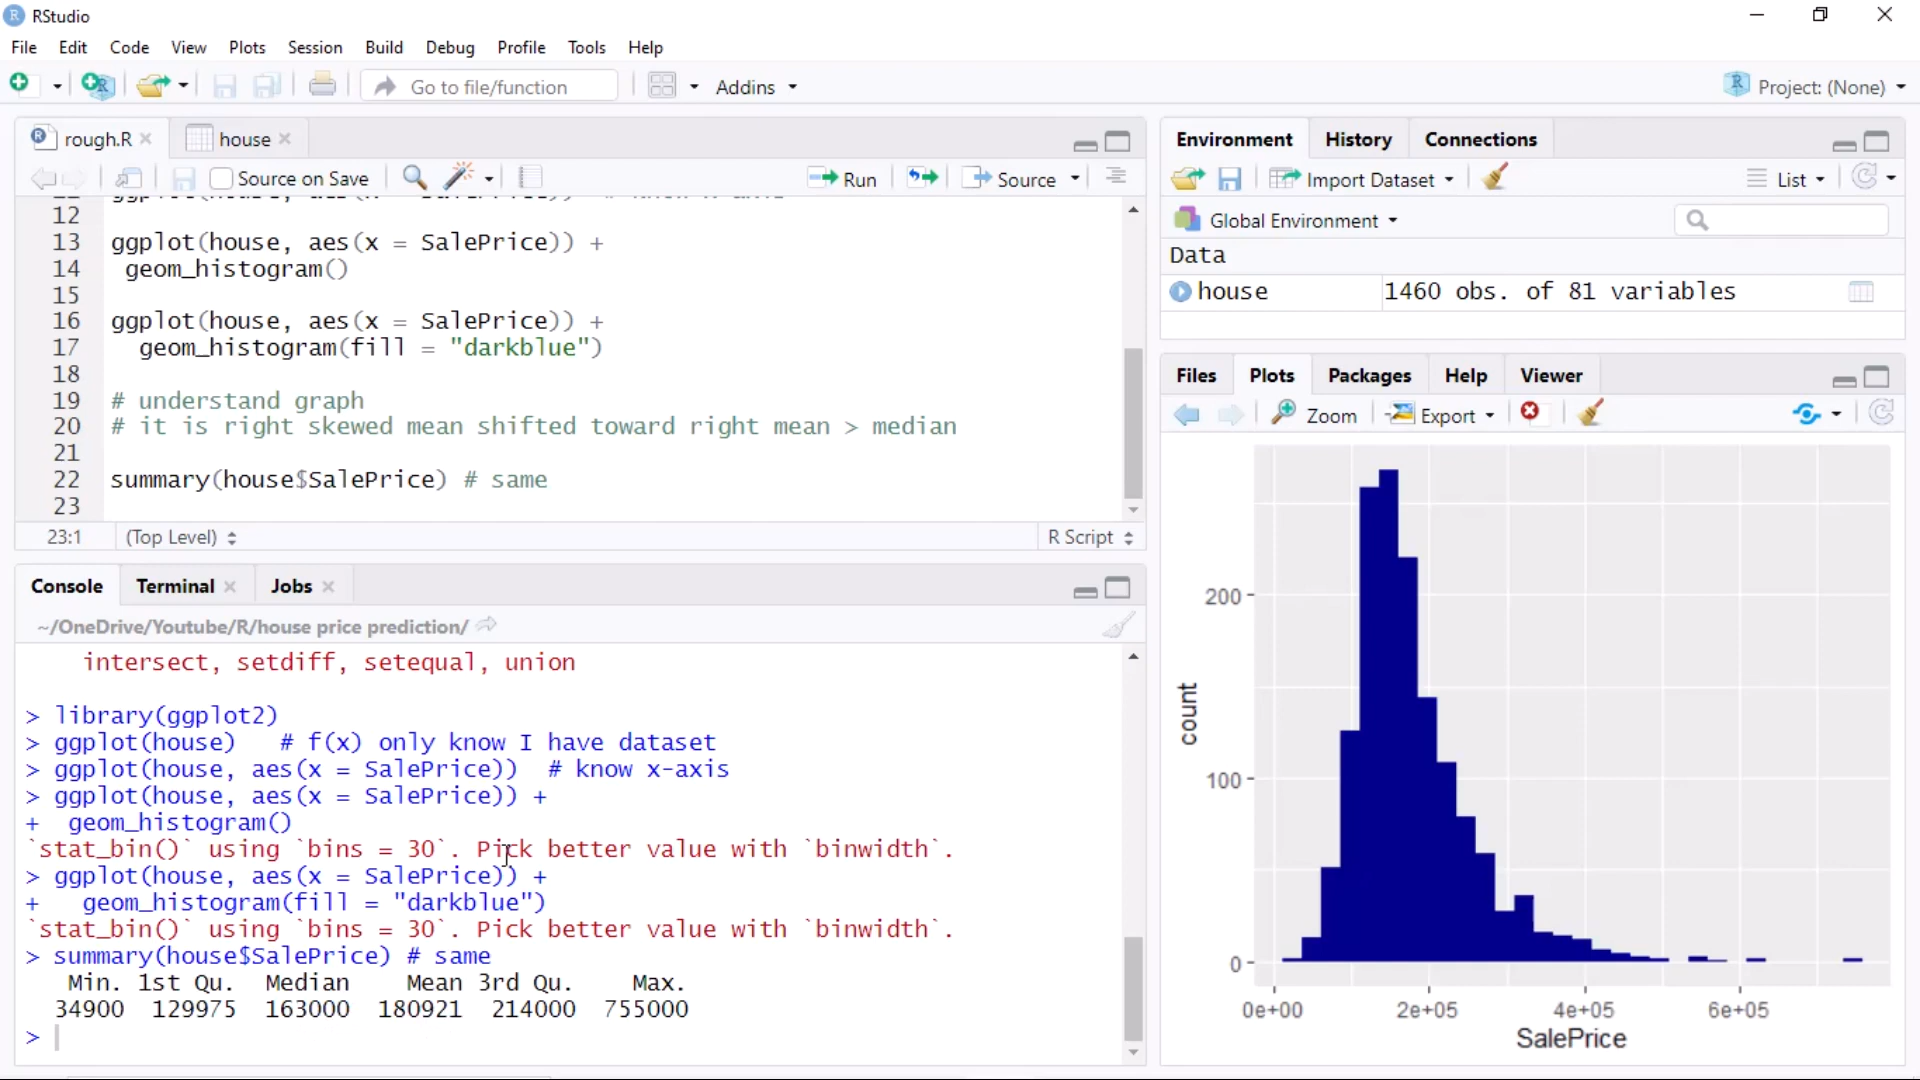 RStudio
File Edit Code View Plots Session Build Debug Profile Tools Help
Go to file/function Addins Project: (None)
rough.R house
Source on Save Run Source
12
13 ggplot(house, aes(x = SalePrice)) +
14 geom_histogram()
15
16 ggplot(house, aes(x = SalePrice)) +
17 geom_histogram(fill = "darkblue")
18
19 # understand graph
20 # it is right skewed mean shifted toward right mean > median
21
22 summary(house$SalePrice) # same
23
23:1 (Top Level) R Script
Console Terminal Jobs
~/OneDrive/Youtube/R/house price prediction/
intersect, setdiff, setequal, union
> library(ggplot2)
> ggplot(house) # f(x) only know I have dataset
> ggplot(house, aes(x = SalePrice)) # know x-axis
> ggplot(house, aes(x = SalePrice)) +
+ geom_histogram()
`stat_bin()` using `bins = 30`. Pick better value with `binwidth`.
> ggplot(house, aes(x = SalePrice)) +
+ geom_histogram(fill = "darkblue")
`stat_bin()` using `bins = 30`. Pick better value with `binwidth`.
> summary(house$SalePrice) # same
Min. 1st Qu. Median Mean 3rd Qu. Max.
34900 129975 163000 180921 214000 755000
>
Environment History Connections
Import Dataset List
Global Environment
Data
house 1460 obs. of 81 variables
Files Plots Packages Help Viewer
Zoom Export
200
100
0
count
0e+00 2e+05 4e+05 6e+05
SalePrice